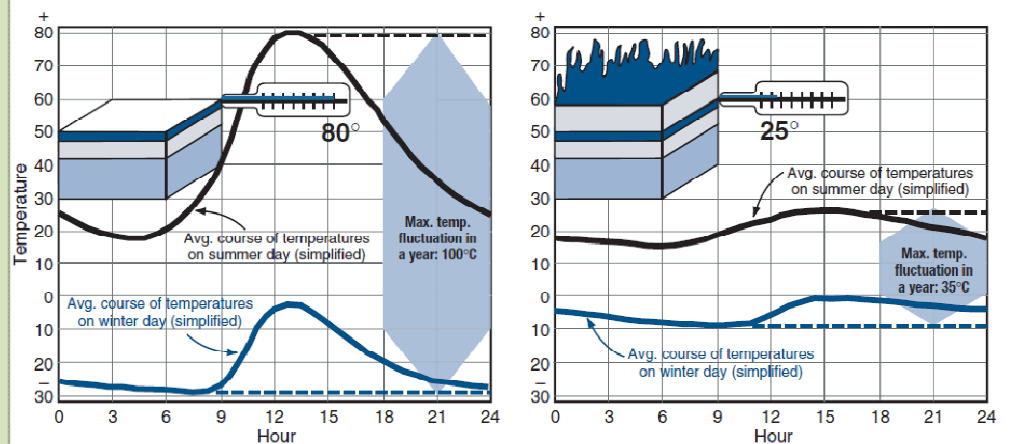 +
80
70
60
50
40
30
20
10
0
10
20
−
30
Temperature
80°
Avg. course of temperatures
on summer day (simplified)
Max. temp.
fluctuation in
a year: 100°C
Avg. course of temperatures
on winter day (simplified)
0 3 6 9 12 15 18 21 24
Hour
+
80
70
60
50
40
30
20
10
0
10
20
−
30
25°
Avg. course of temperatures
on summer day (simplified)
Max. temp.
fluctuation in
a year: 35°C
Avg. course of temperatures
on winter day (simplified)
0 3 6 9 12 15 18 21 24
Hour